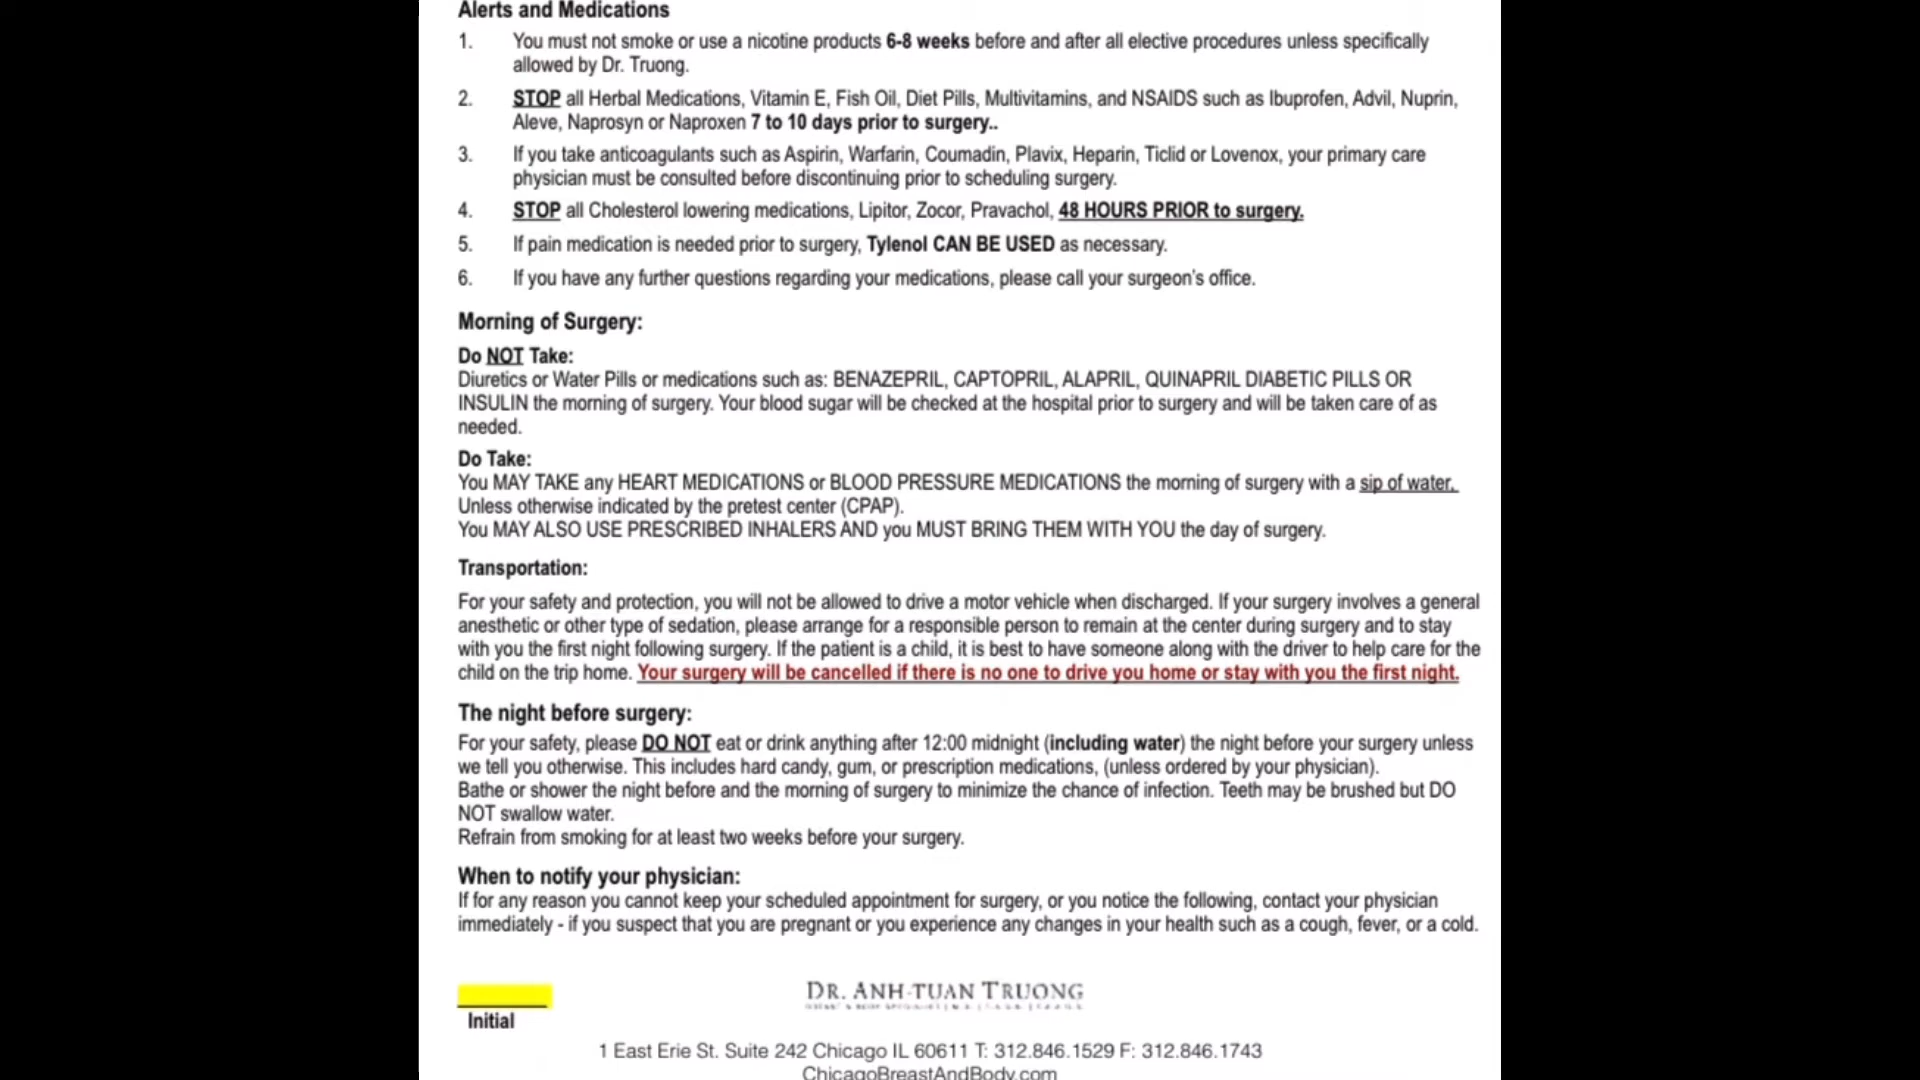 Alerts and Medications
1. You must not smoke or use a nicotine products 6-8 weeks before and after all elective procedures unless specifically
allowed by Dr. Truong.
2. STOP all Herbal Medications, Vitamin E, Fish Oil, Diet Pills, Multivitamins, and NSAIDS such as Ibuprofen, Advil, Nuprin,
Aleve, Naprosyn or Naproxen 7 to 10 days prior to surgery..
3. If you take anticoagulants such as Aspirin, Warfarin, Coumadin, Plavix, Heparin, Ticlid or Lovenox, your primary care
physician must be consulted before discontinuing prior to scheduling surgery.
4. STOP all Cholesterol lowering medications, Lipitor, Zocor, Pravachol, 48 HOURS PRIOR to surgery.
5. If pain medication is needed prior to surgery, Tylenol CAN BE USED as necessary.
6. If you have any further questions regarding your medications, please call your surgeon's office.
Morning of Surgery:
Do NOT Take:
Diuretics or Water Pills or medications such as: BENAZEPRIL, CAPTOPRIL, ALAPRIL, QUINAPRIL DIABETIC PILLS OR
INSULIN the morning of surgery. Your blood sugar will be checked at the hospital prior to surgery and will be taken care of as
needed.
Do Take:
You MAY TAKE any HEART MEDICATIONS or BLOOD PRESSURE MEDICATIONS the morning of surgery with a sip of water.
Unless otherwise indicated by the pretest center (CPAP).
You MAY ALSO USE PRESCRIBED INHALERS AND you MUST BRING THEM WITH YOU the day of surgery.
Transportation:
For your safety and protection, you will not be allowed to drive a motor vehicle when discharged. If your surgery involves a general
anesthetic or other type of sedation, please arrange for a responsible person to remain at the center during surgery and to stay
with you the first night following surgery. If the patient is a child, it is best to have someone along with the driver to help care for the
child on the trip home. Your surgery will be cancelled if there is no one to drive you home or stay with you the first night.
The night before surgery:
For your safety, please DO NOT eat or drink anything after 12:00 midnight (including water) the night before your surgery unless
we tell you otherwise. This includes hard candy, gum, or prescription medications, (unless ordered by your physician).
Bathe or shower the night before and the morning of surgery to minimize the chance of infection. Teeth may be brushed but DO
NOT swallow water.
Refrain from smoking for at least two weeks before your surgery.
When to notify your physician:
If for any reason you cannot keep your scheduled appointment for surgery, or you notice the following, contact your physician
immediately - if you suspect that you are pregnant or you experience any changes in your health such as a cough, fever, or a cold.
DR. ANH-TUAN TRUONG
Initial
1 East Erie St. Suite 242 Chicago IL 60611 T: 312.846.1529 F: 312.846.1743
ChicagoBreastAndBody.com